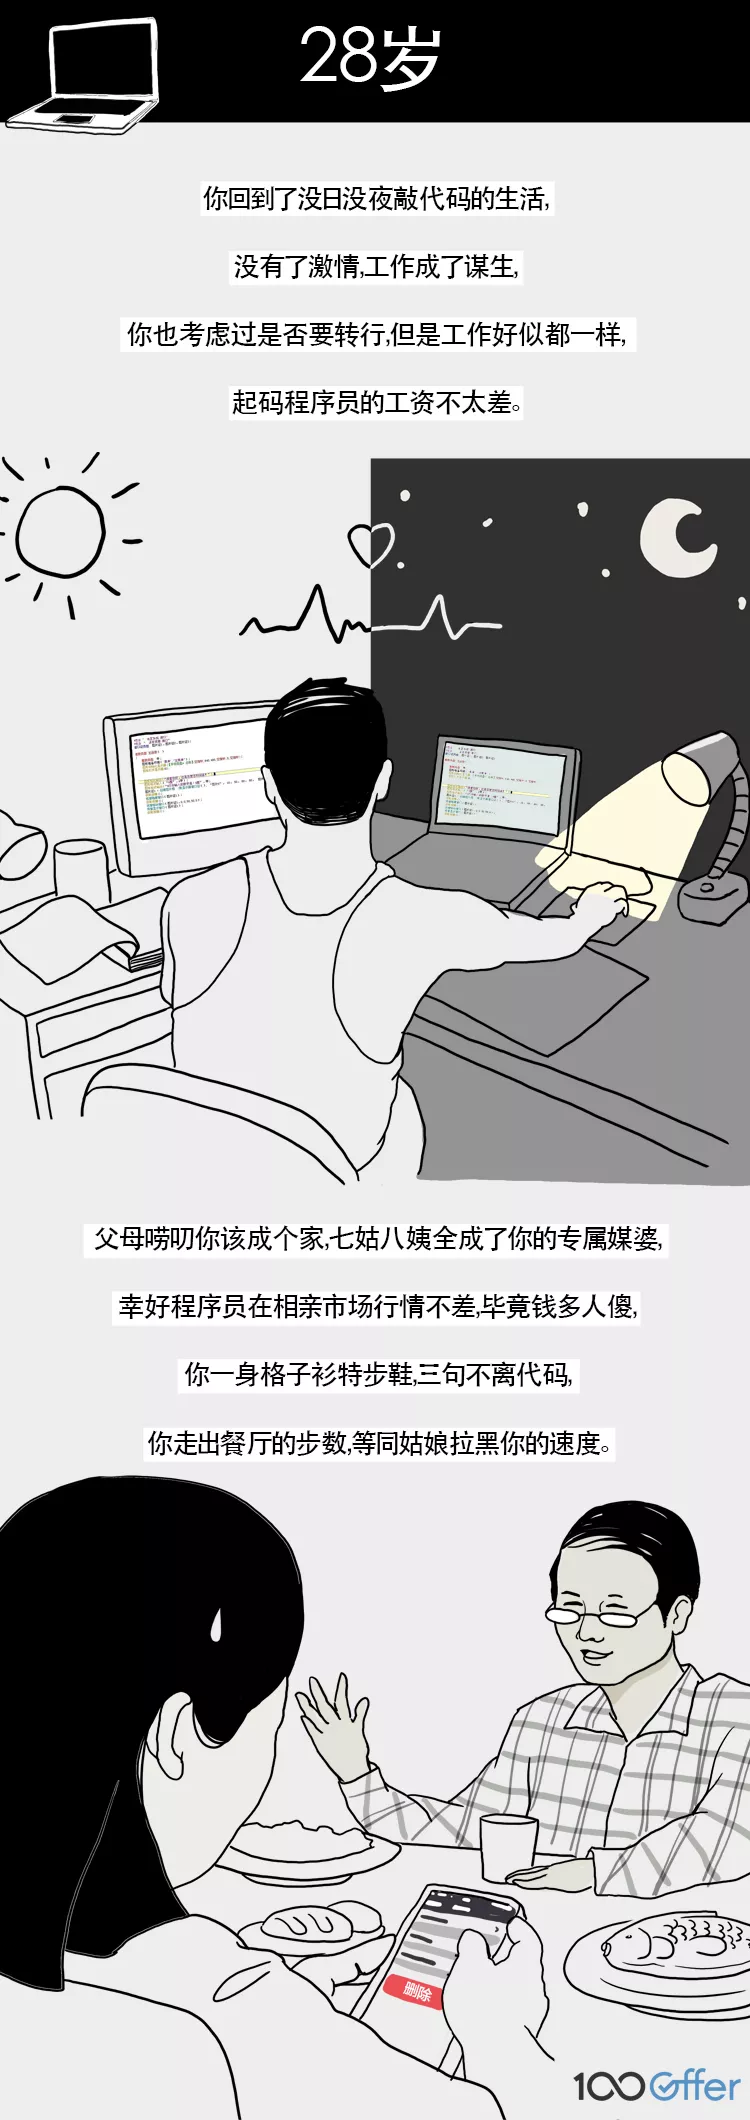 28岁
你回到了没日没夜敲代码的生活,
没有了激情,工作成了谋生,
你也考虑过是否要转行,但是工作好似都一样,
起码程序员的工资不太差。
父母唠叨你该成个家,七姑八姨全成了你的专属媒婆,
幸好程序员在相亲市场行情不差,毕竟钱多人傻,
你一身格子衫特步鞋,三句不离代码,
你走出餐厅的步数,等同姑娘拉黑你的速度。
删除
100offer